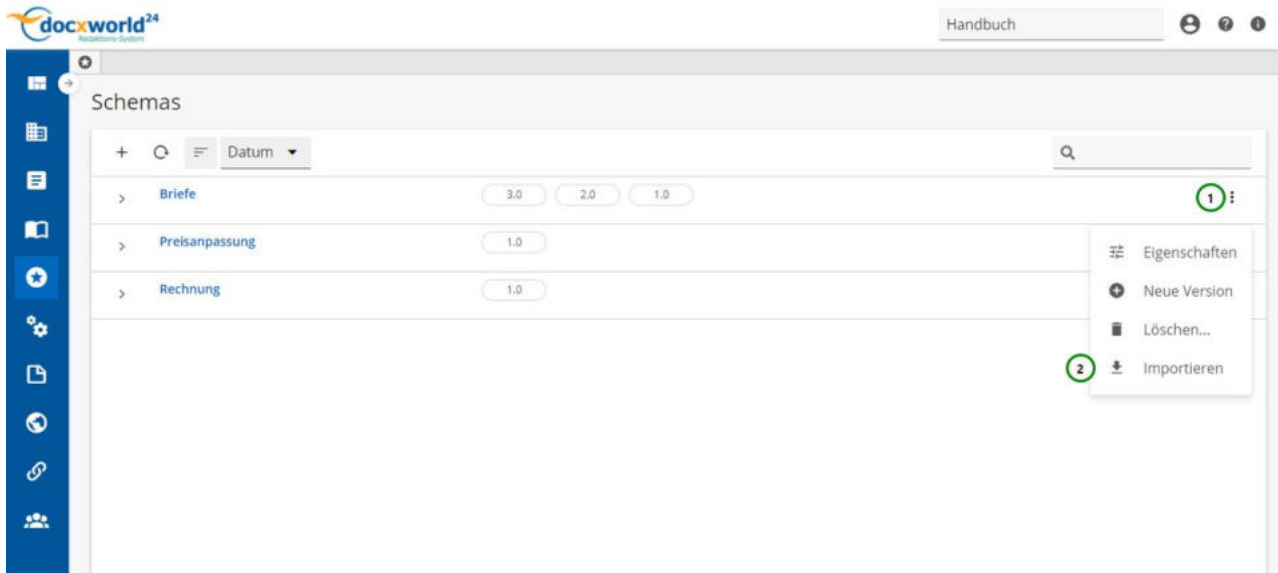 docxworld24
Redaktions-System
Handbuch
Schemas
Datum
Briefe 3.0 2.0 1.0 1
Preisanpassung 1.0
Eigenschaften
Rechnung 1.0
Neue Version
Löschen...
2 Importieren